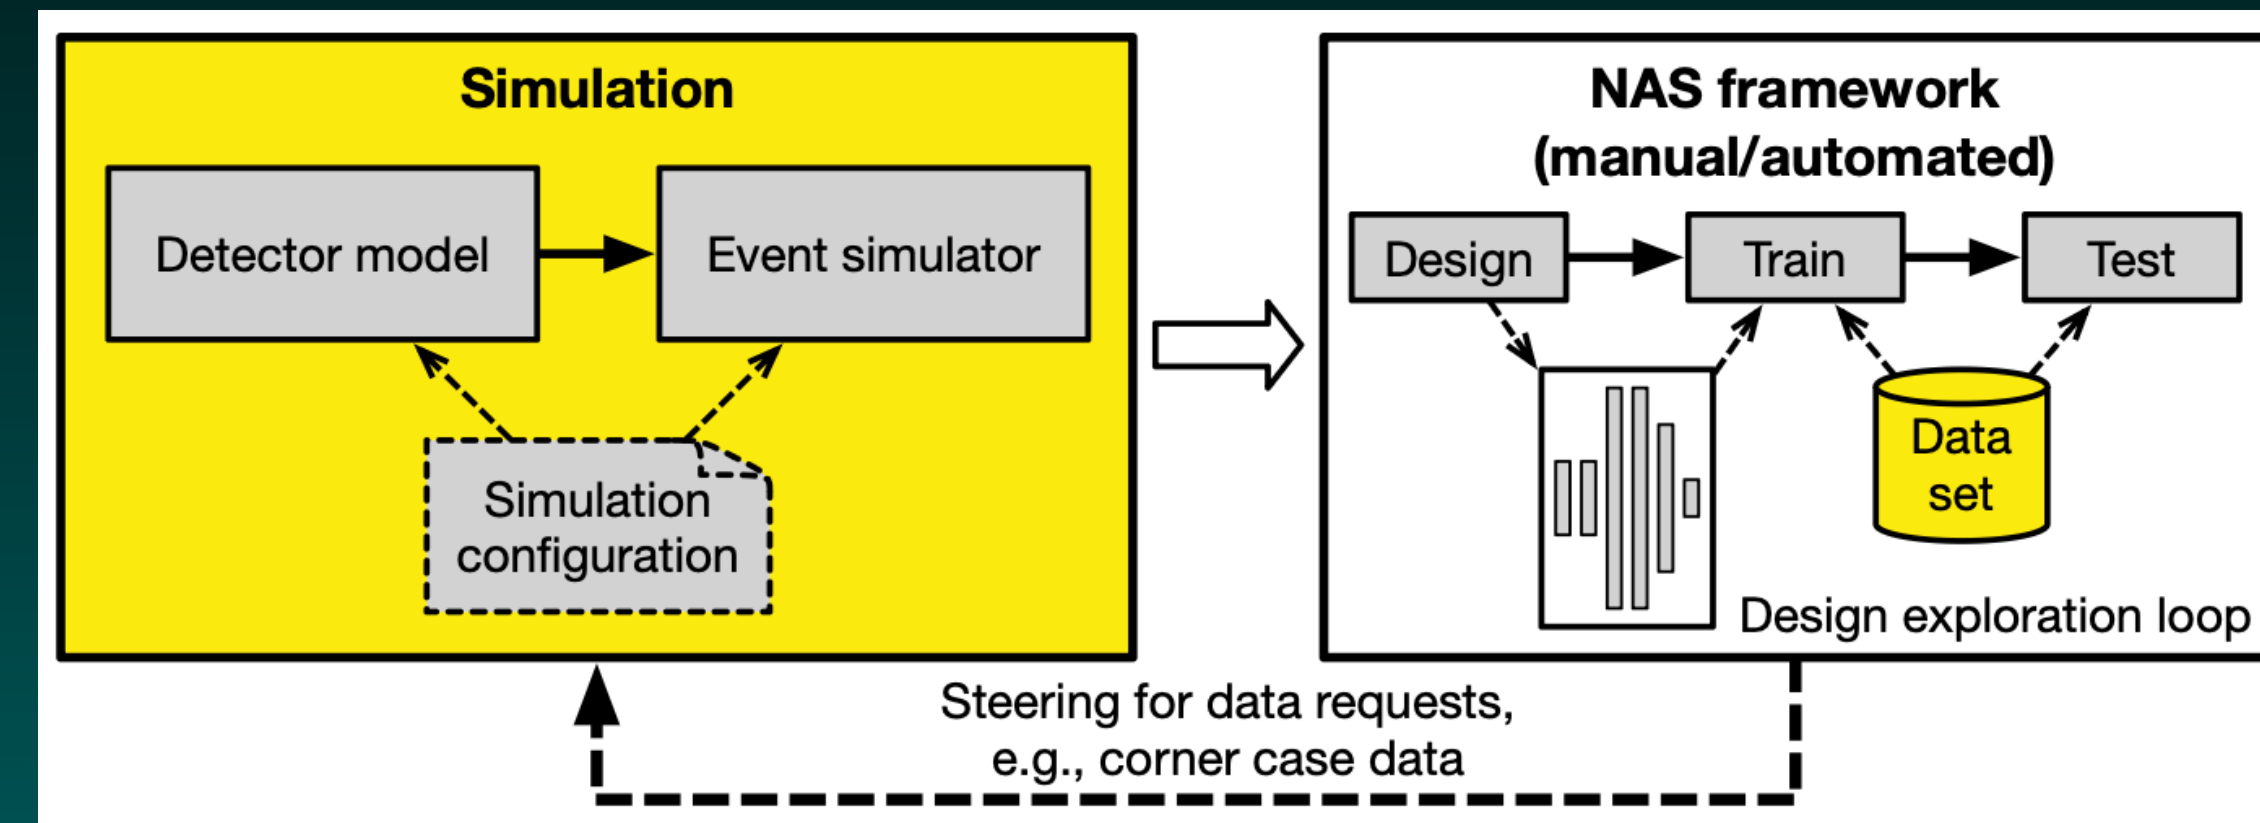 Simulation
Detector model
Event simulator
Simulation
configuration
NAS framework
(manual/automated)
Design
Train
Test
Data
set
Design exploration loop
Steering for data requests,
e.g., corner case data